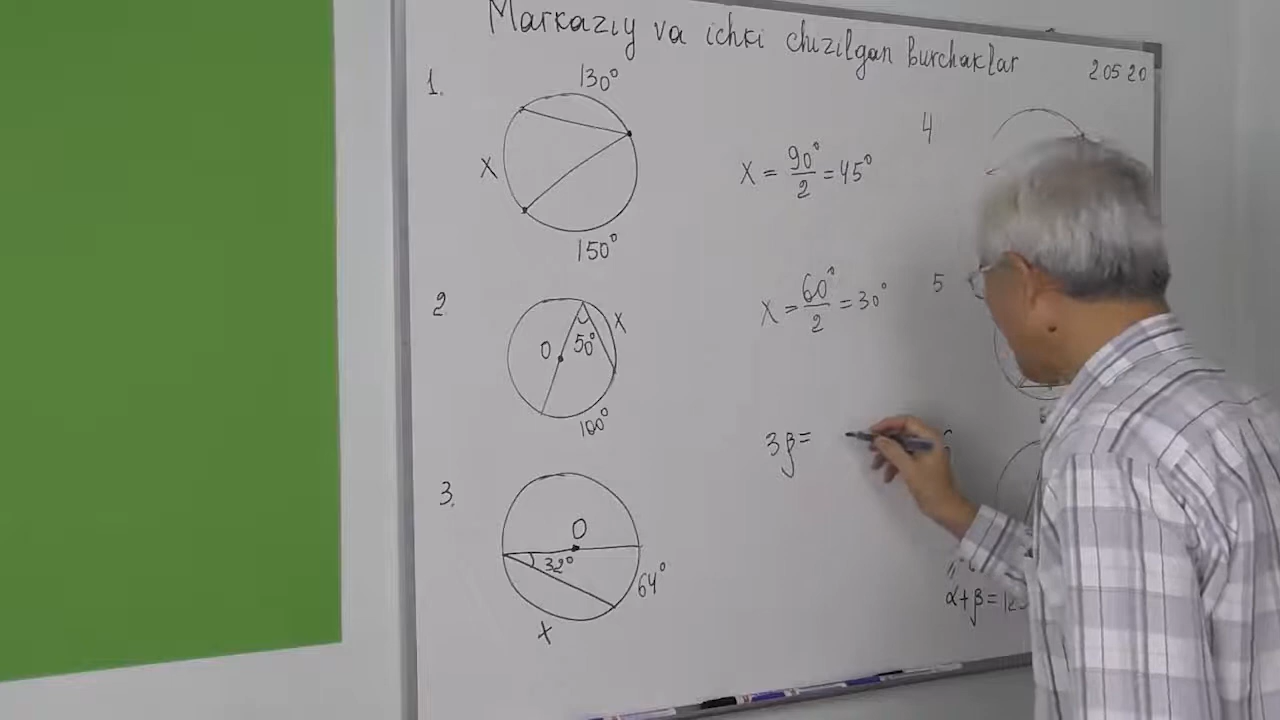 Markaziy va ichki chizilgan burchaklar
2.05 20
1.
130°
X
150°
X = 90°/2 = 45°
2
O
50°
X
100°
X = 60°/2 = 30°
3.
O
32°
64°
X
3β =
4
5
α+β = 12